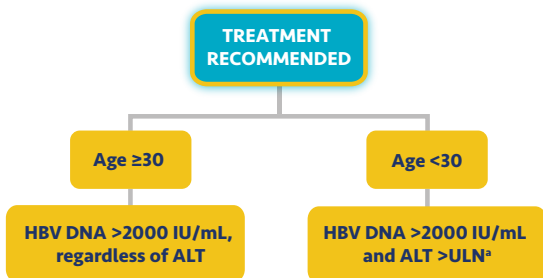 TREATMENT
RECOMMENDED
Age ≥30
Age <30
HBV DNA >2000 IU/mL,
regardless of ALT
HBV DNA >2000 IU/mL
and ALT >ULNᵃ